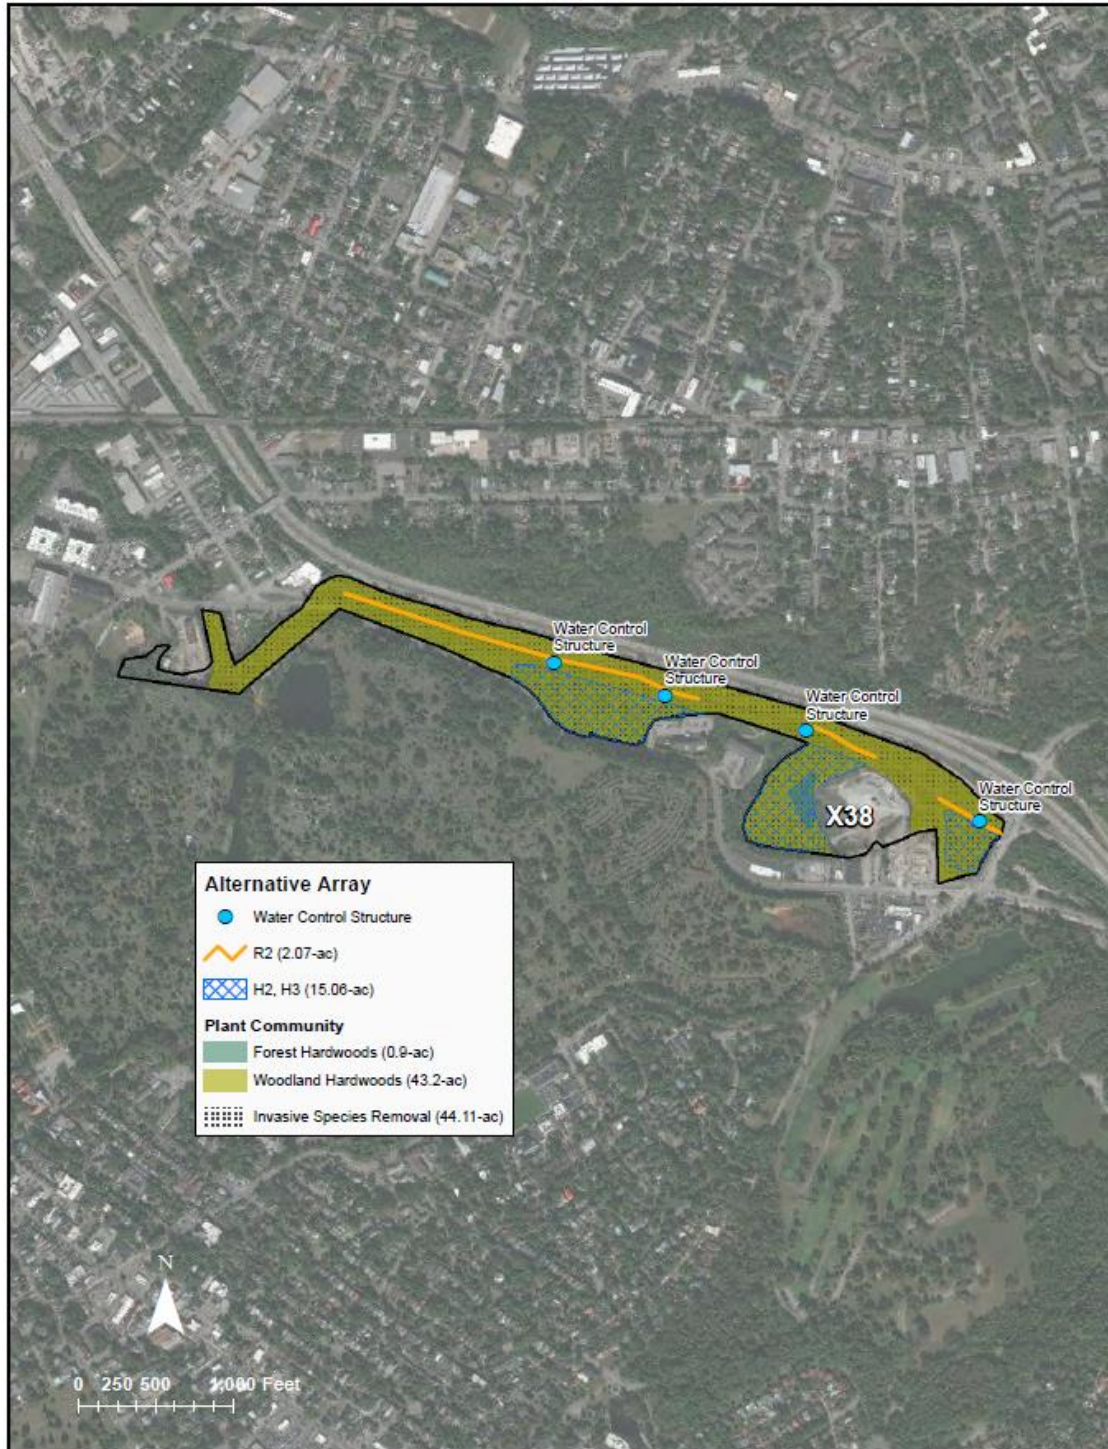 Water Control
Structure
Water Control
Structure
Water Control
Structure
Water Control
Structure
X38
Alternative Array
Water Control Structure
R2 (2.07-ac)
H2, H3 (15.06-ac)
Plant Community
Forest Hardwoods (0.9-ac)
Woodland Hardwoods (43.2-ac)
Invasive Species Removal (44.11-ac)
N
0 250 500 1,000 Feet